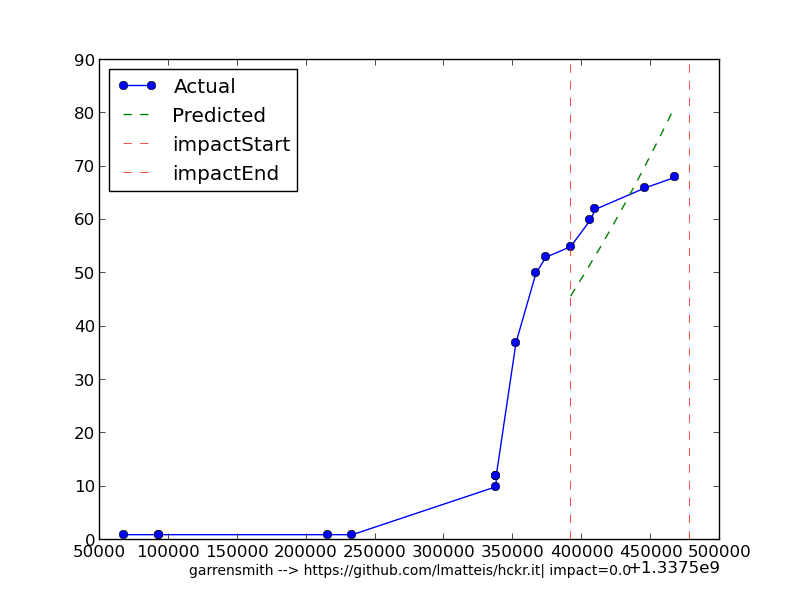 90
80
70
60
50
40
30
20
10
0
Actual
Predicted
impactStart
impactEnd
50000 100000 150000 200000 250000 300000 350000 400000 450000 500000
+1.3375e9
garrensmith --> https://github.com/lmatteis/hckr.it| impact=0.0